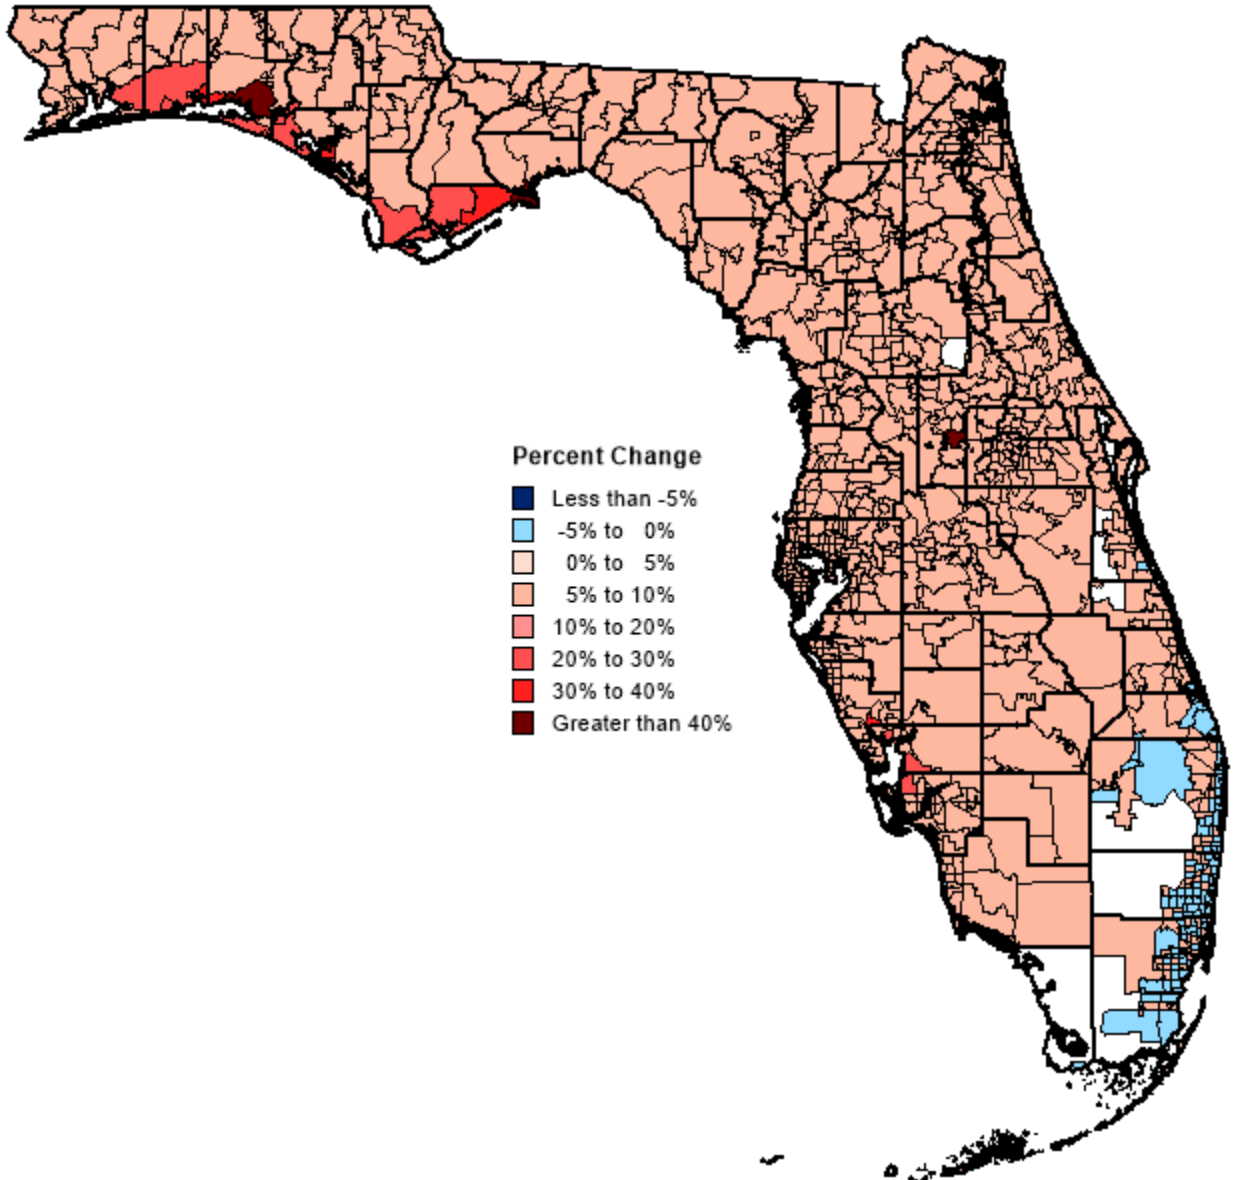 Percent Change
Less than -5%
-5% to 0%
0% to 5%
5% to 10%
10% to 20%
20% to 30%
30% to 40%
Greater than 40%